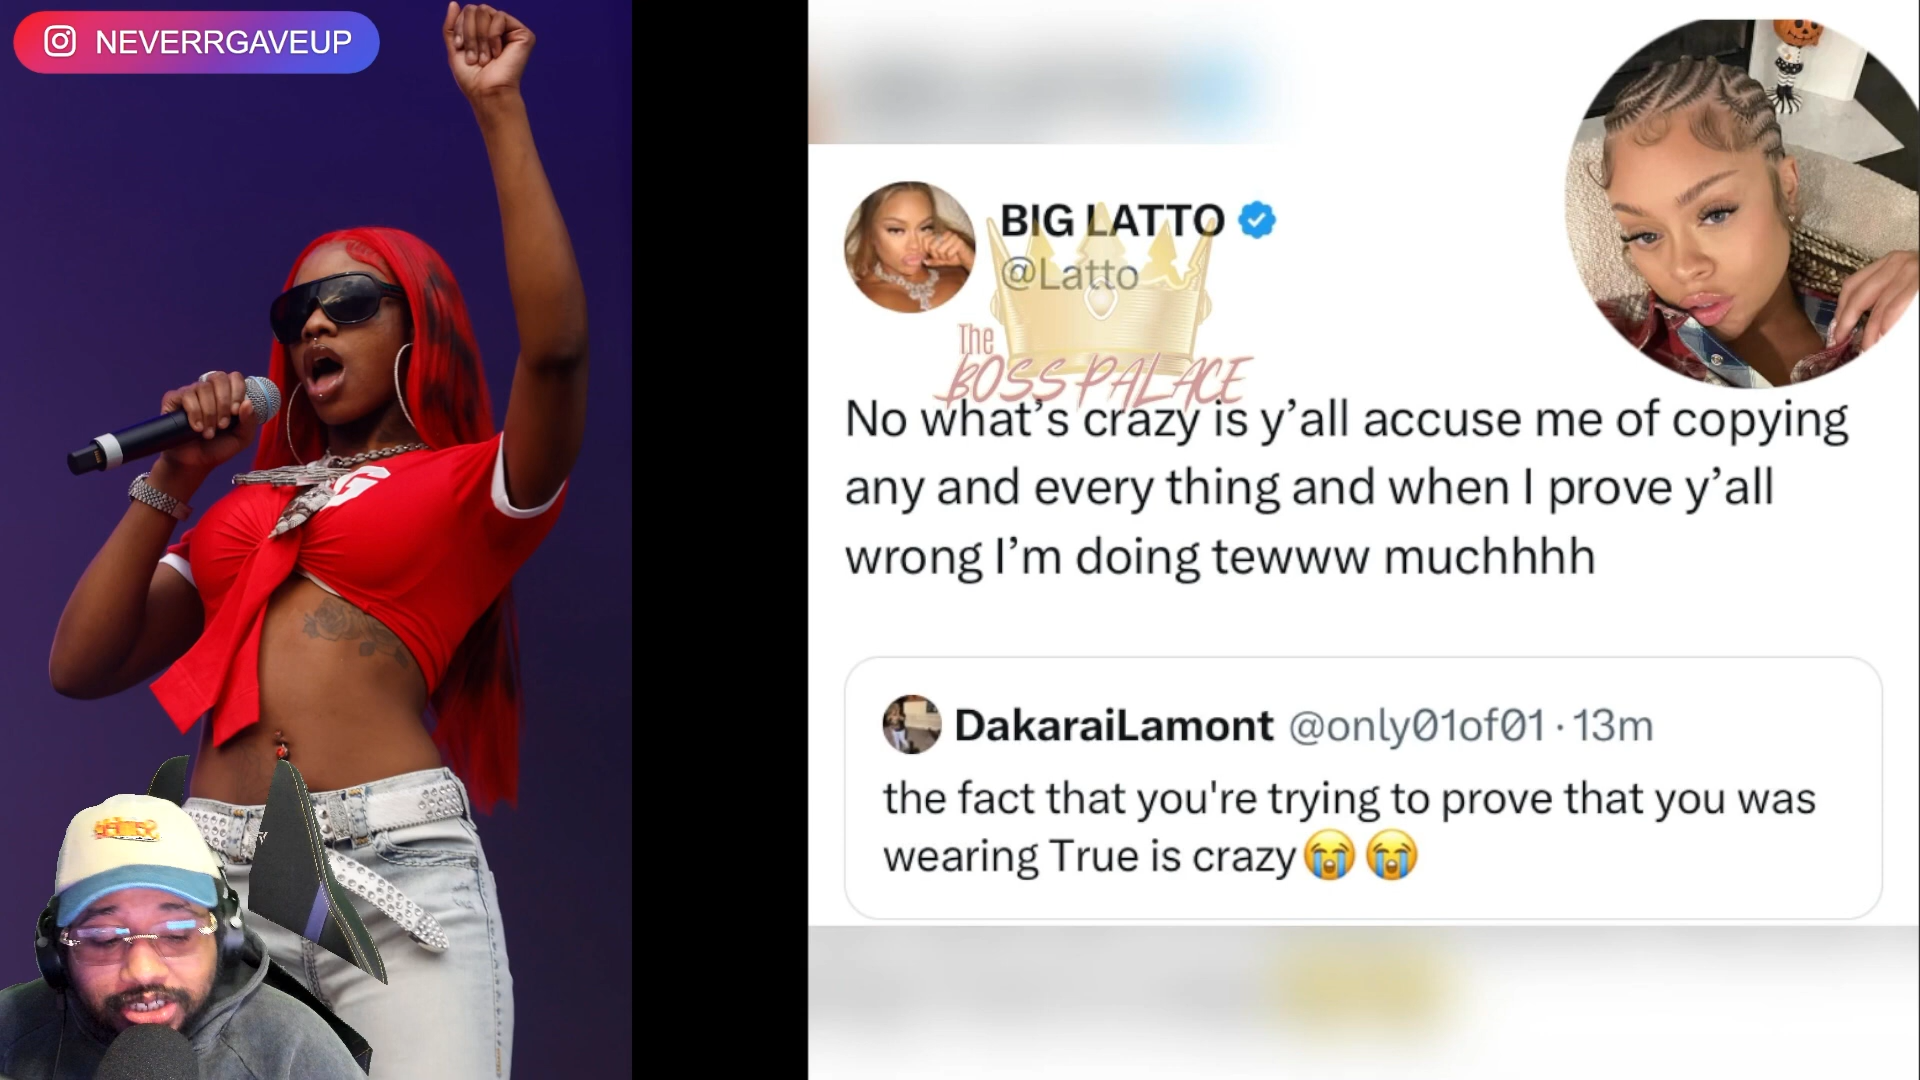 NEVERRGAVEUP
BIG LATTO
@Latto
The
BOSS PALACE
No what’s crazy is y’all accuse me of copying
any and every thing and when I prove y’all
wrong I’m doing tewww muchhhh
DakaraiLamont @only01of01 · 13m
the fact that you're trying to prove that you was
wearing True is crazy😭😭
G